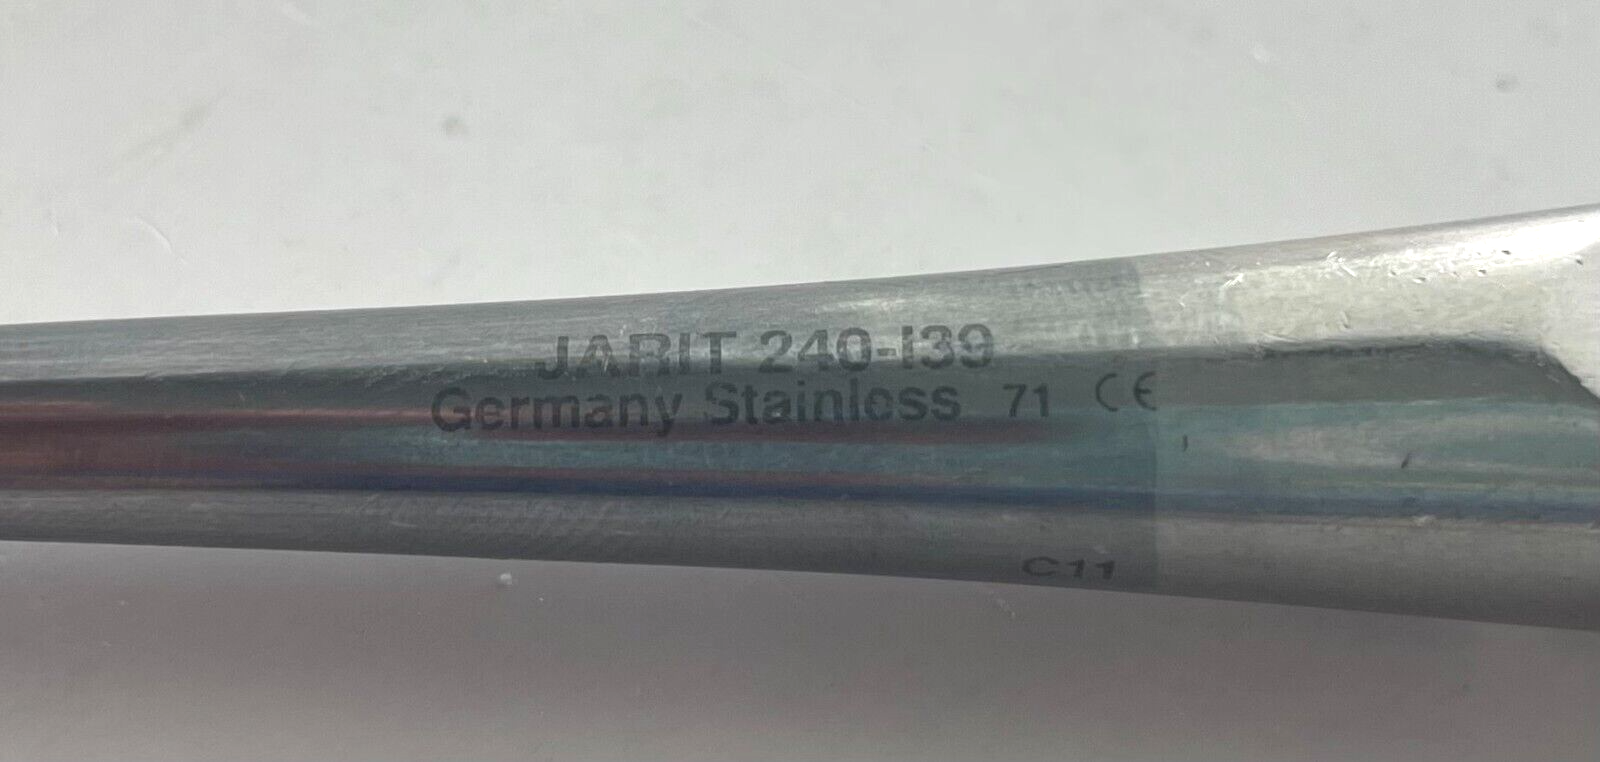 JARIT 240-139
Germany Stainless 71 CE
C11